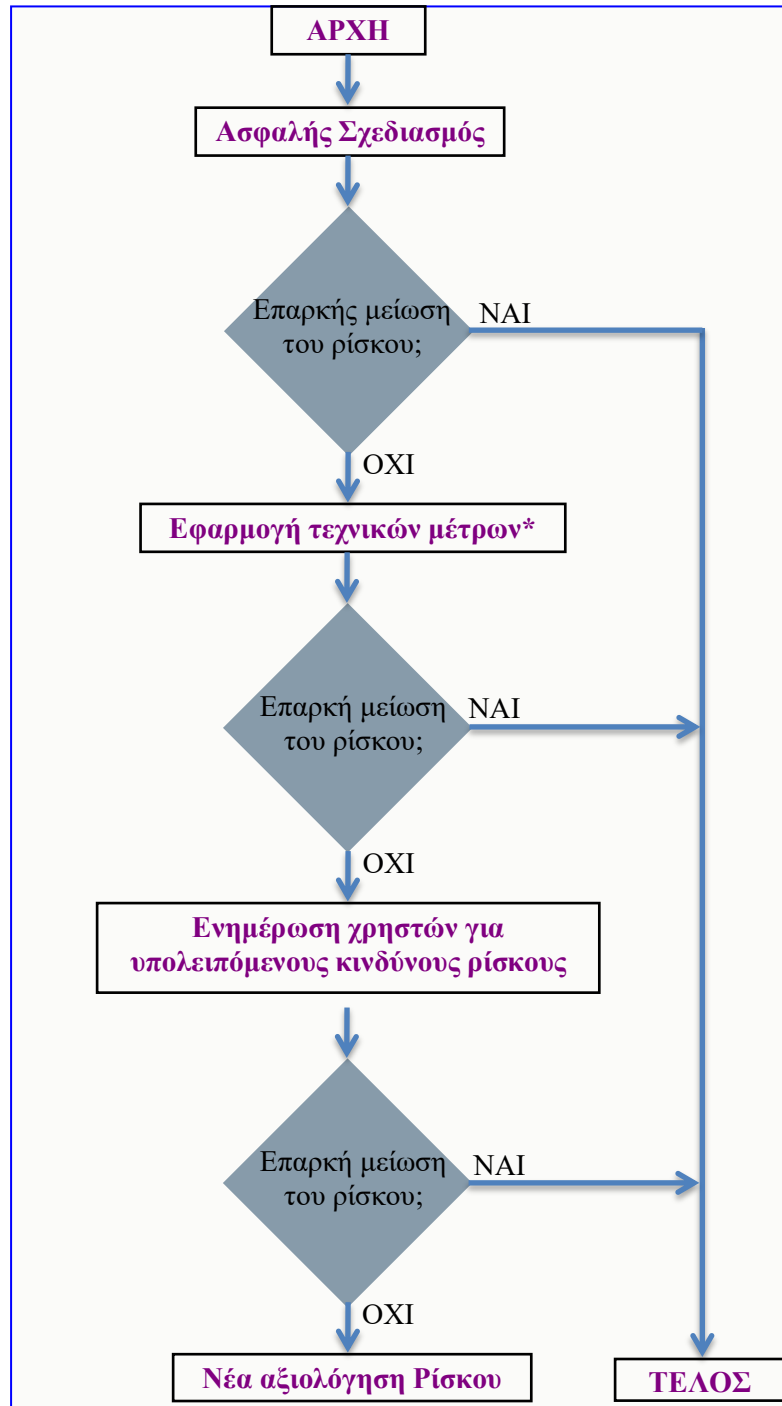 ΑΡΧΗ
Ασφαλής Σχεδιασμός
Επαρκής μείωση
του ρίσκου;
ΝΑΙ
ΟΧΙ
Εφαρμογή τεχνικών μέτρων*
Επαρκή μείωση
του ρίσκου;
ΝΑΙ
ΟΧΙ
Ενημέρωση χρηστών για
υπολειπόμενους κινδύνους ρίσκους
Επαρκή μείωση
του ρίσκου;
ΝΑΙ
ΟΧΙ
Νέα αξιολόγηση Ρίσκου
ΤΕΛΟΣ